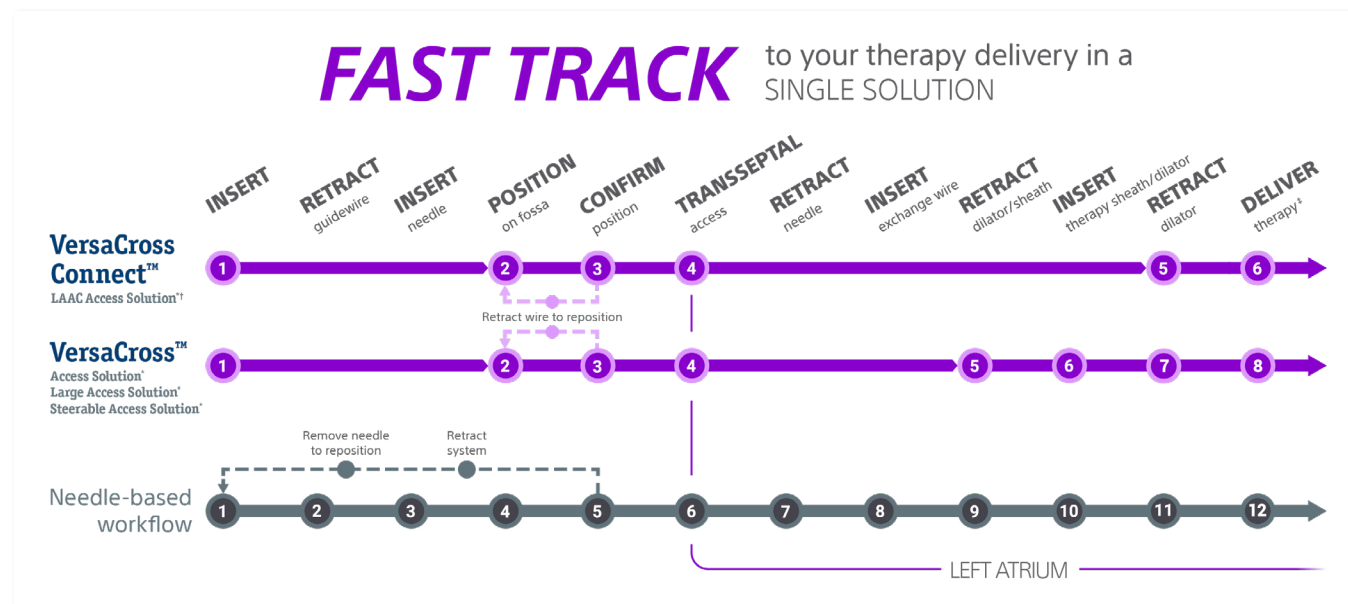 FAST TRACK
to your therapy delivery in a
SINGLE SOLUTION
INSERT
RETRACT
guidewire
INSERT
needle
POSITION
on fossa
CONFIRM
position
TRANSSEPTAL
access
RETRACT
needle
INSERT
exchange wire
RETRACT
dilator/sheath
INSERT
therapy sheath/dilator
RETRACT
dilator
DELIVER
therapy‡
VersaCross
Connect™
LAAC Access Solution*†
1 2 3 4 5 6
Retract wire to reposition
VersaCross™
Access Solution*
Large Access Solution*
Steerable Access Solution*
1 2 3 4 5 6 7 8
Remove needle
to reposition
Retract
system
Needle-based
workflow
1 2 3 4 5 6 7 8 9 10 11 12
LEFT ATRIUM